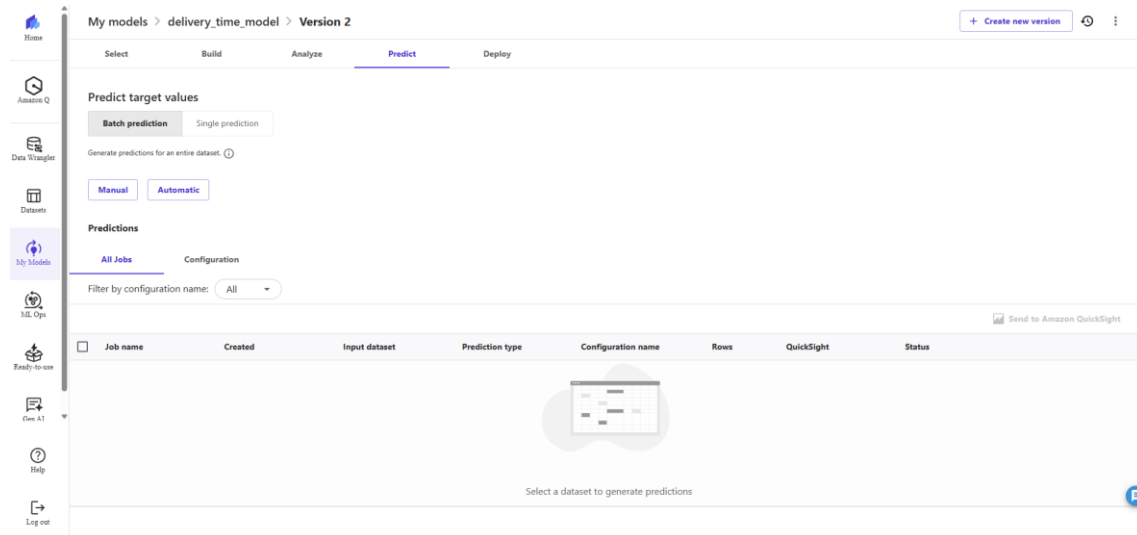 My models > delivery_time_model > Version 2
+ Create new version
Home
Select Build Analyze Predict Deploy
Amazon Q
Predict target values
Batch prediction Single prediction
Generate predictions for an entire dataset.
Data Wrangler
Manual Automatic
Datasets
Predictions
My Models
All Jobs Configuration
Filter by configuration name: All
ML Ops
Send to Amazon QuickSight
Job name Created Input dataset Prediction type Configuration name Rows QuickSight Status
Ready-to-use
Gen AI
Help
Select a dataset to generate predictions
Log out